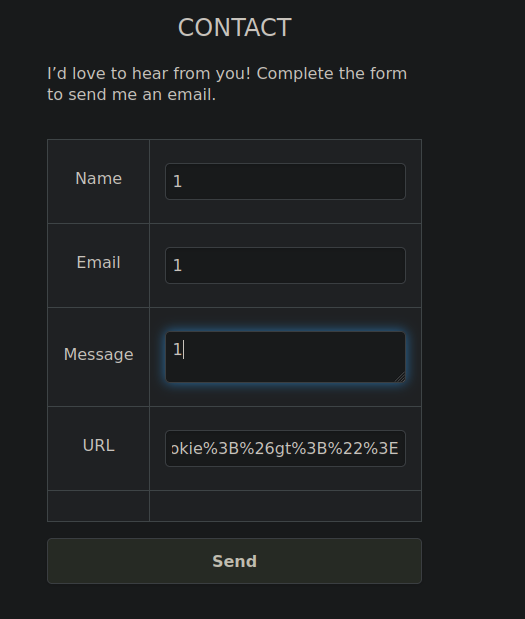 CONTACT
I’d love to hear from you! Complete the form
to send me an email.
Name
1
Email
1
Message
1
URL
okie%3B%26gt%3B%22%3E
Send